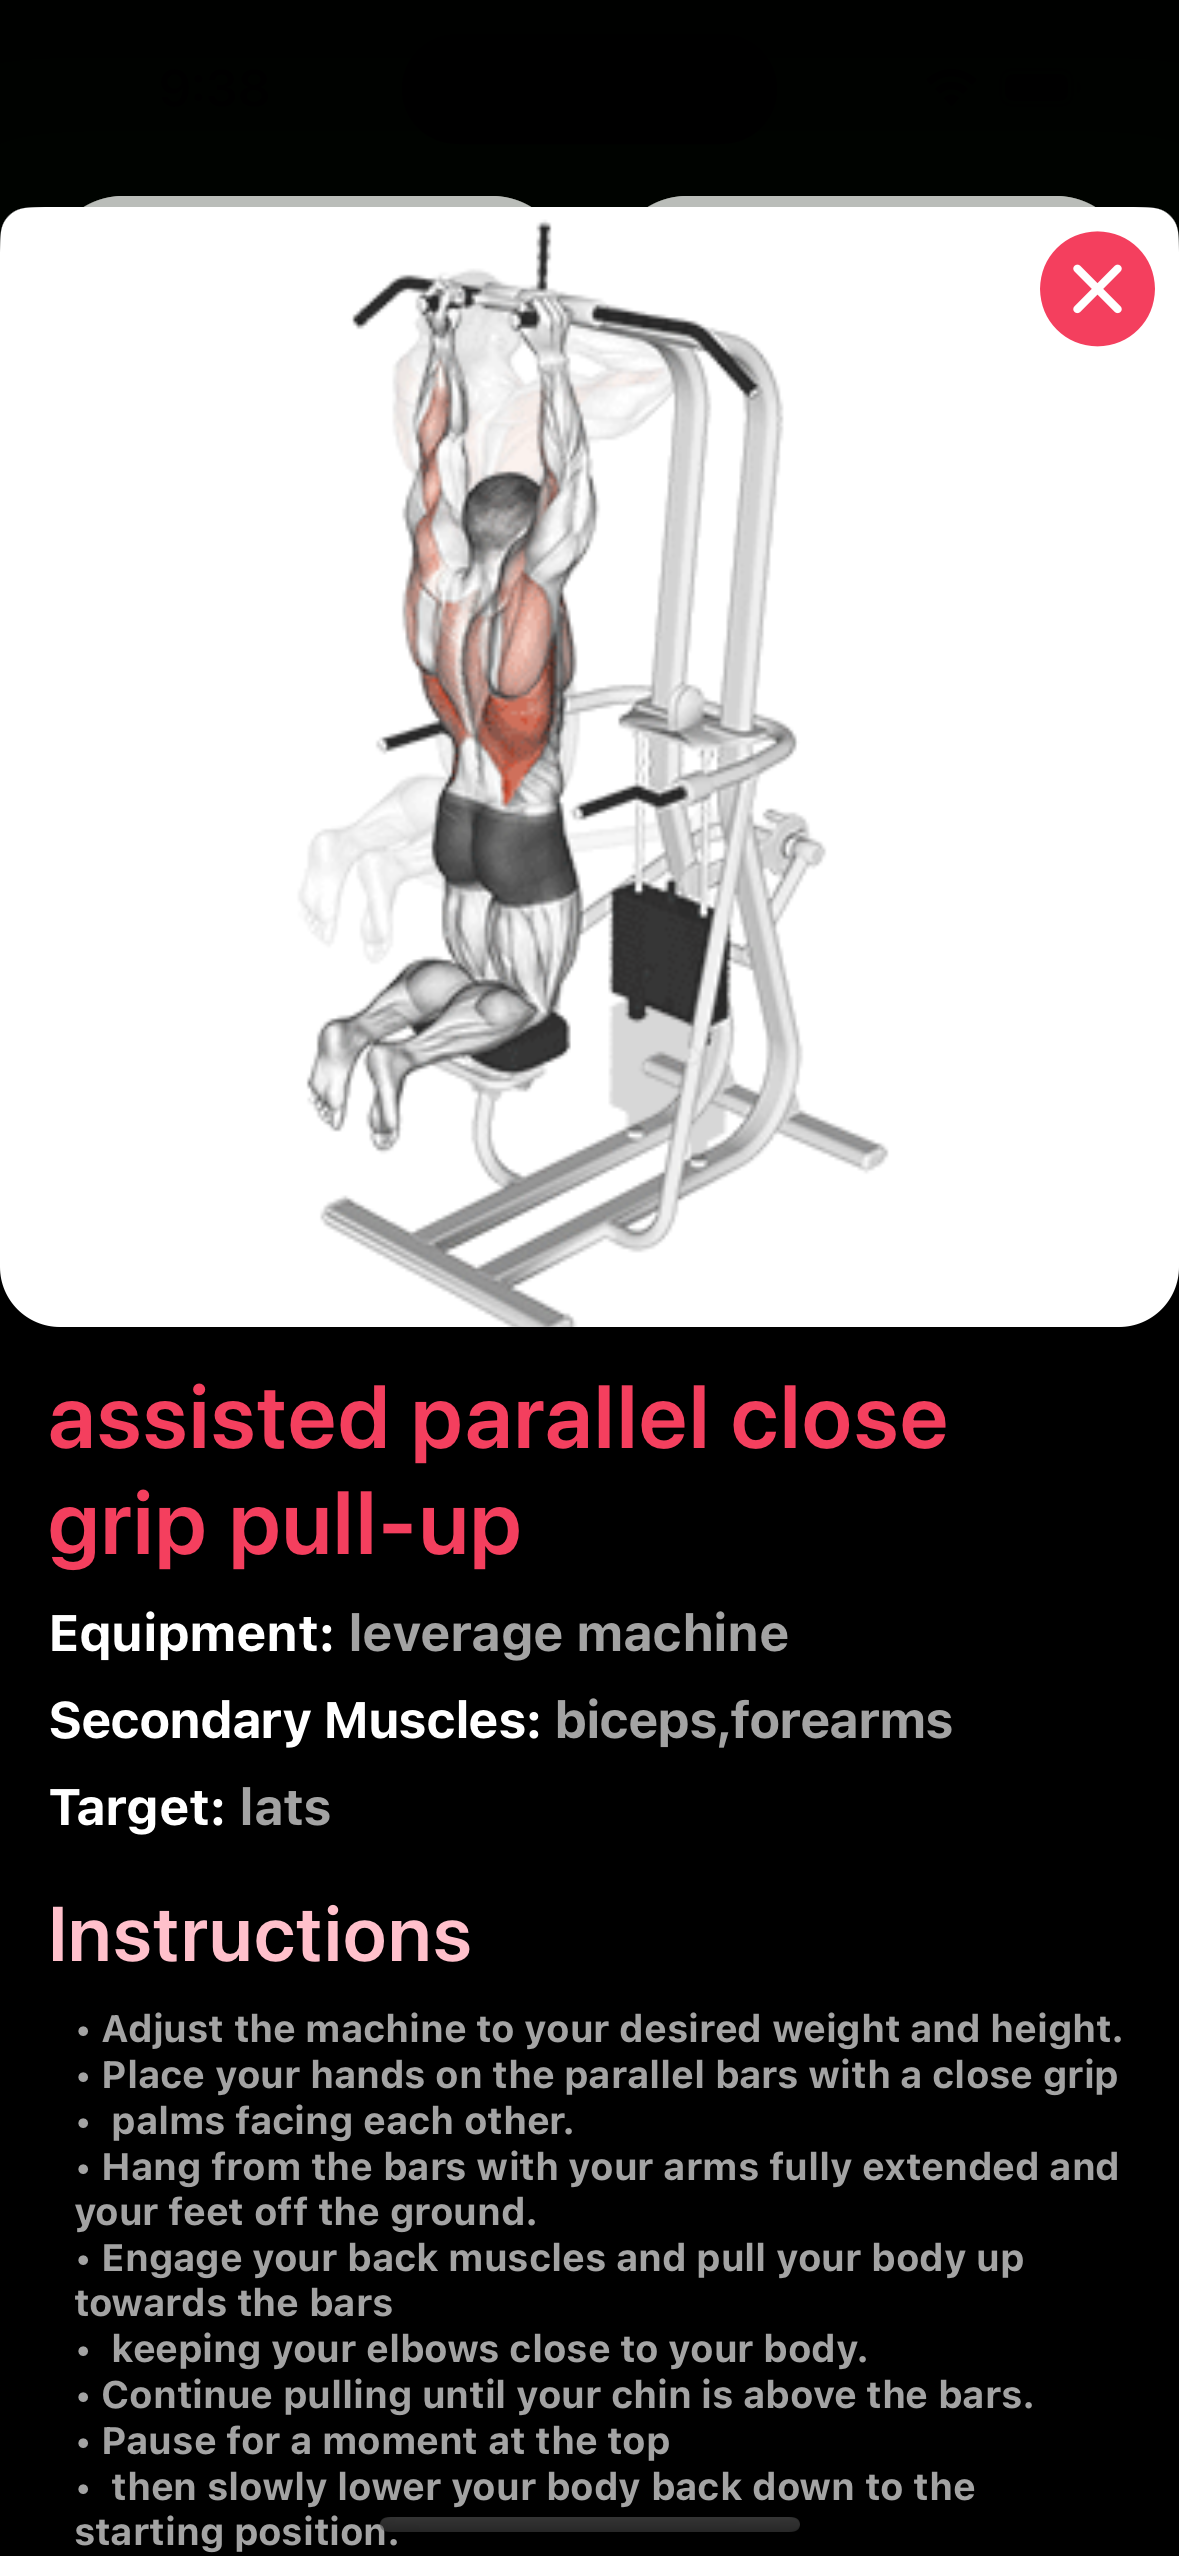 assisted parallel close
grip pull-up
Equipment: leverage machine
Secondary Muscles: biceps,forearms
Target: lats
Instructions
• Adjust the machine to your desired weight and height.
• Place your hands on the parallel bars with a close grip
•  palms facing each other.
• Hang from the bars with your arms fully extended and
your feet off the ground.
• Engage your back muscles and pull your body up
towards the bars
•  keeping your elbows close to your body.
• Continue pulling until your chin is above the bars.
• Pause for a moment at the top
•  then slowly lower your body back down to the
starting position.